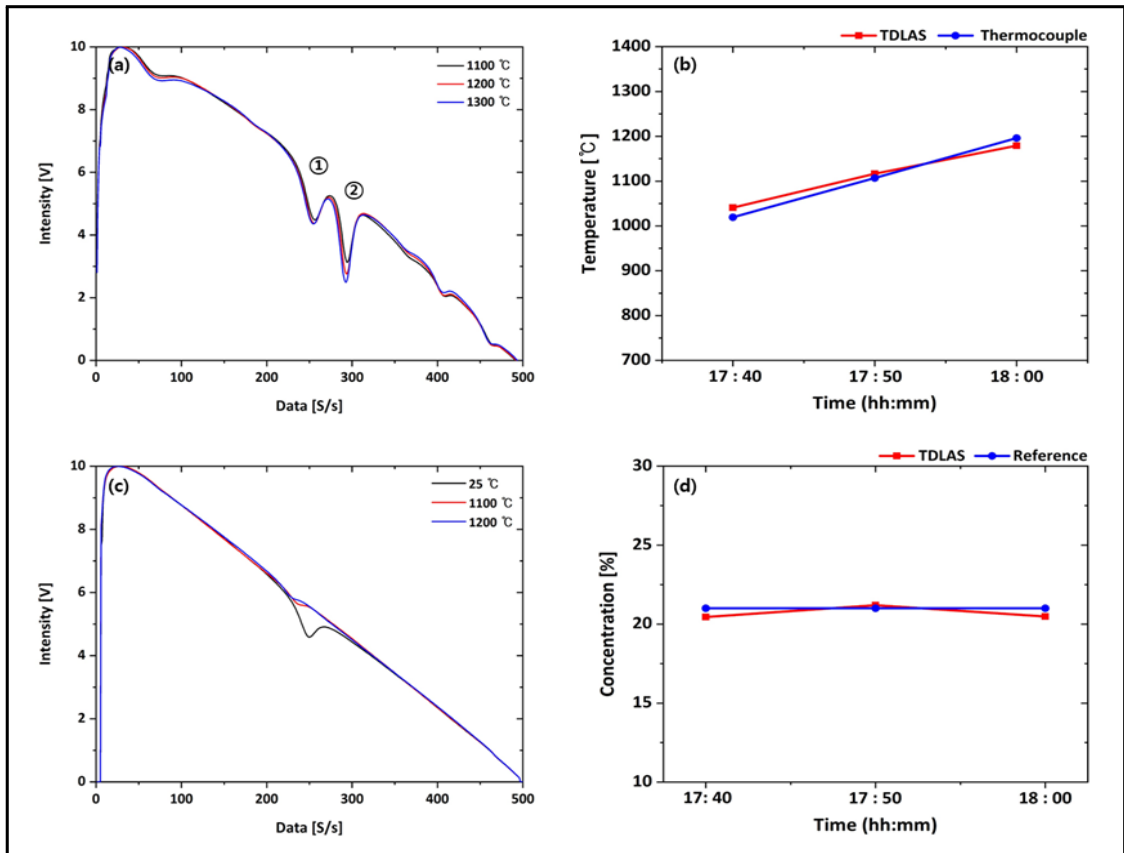 (a)
1100 ℃
1200 ℃
1300 ℃
①
②
10
8
6
4
2
0
Intensity [V]
0 100 200 300 400 500
Data [S/s]
TDLAS Thermocouple
(b)
1400
1300
1200
1100
1000
900
800
700
Temperature [℃]
17 : 40 17 : 50 18 : 00
Time (hh:mm)
(c)
25 ℃
1100 ℃
1200 ℃
10
8
6
4
2
0
Intensity [V]
0 100 200 300 400 500
Data [S/s]
TDLAS Reference
(d)
30
25
20
15
10
Concentration [%]
17 : 40 17 : 50 18 : 00
Time (hh:mm)